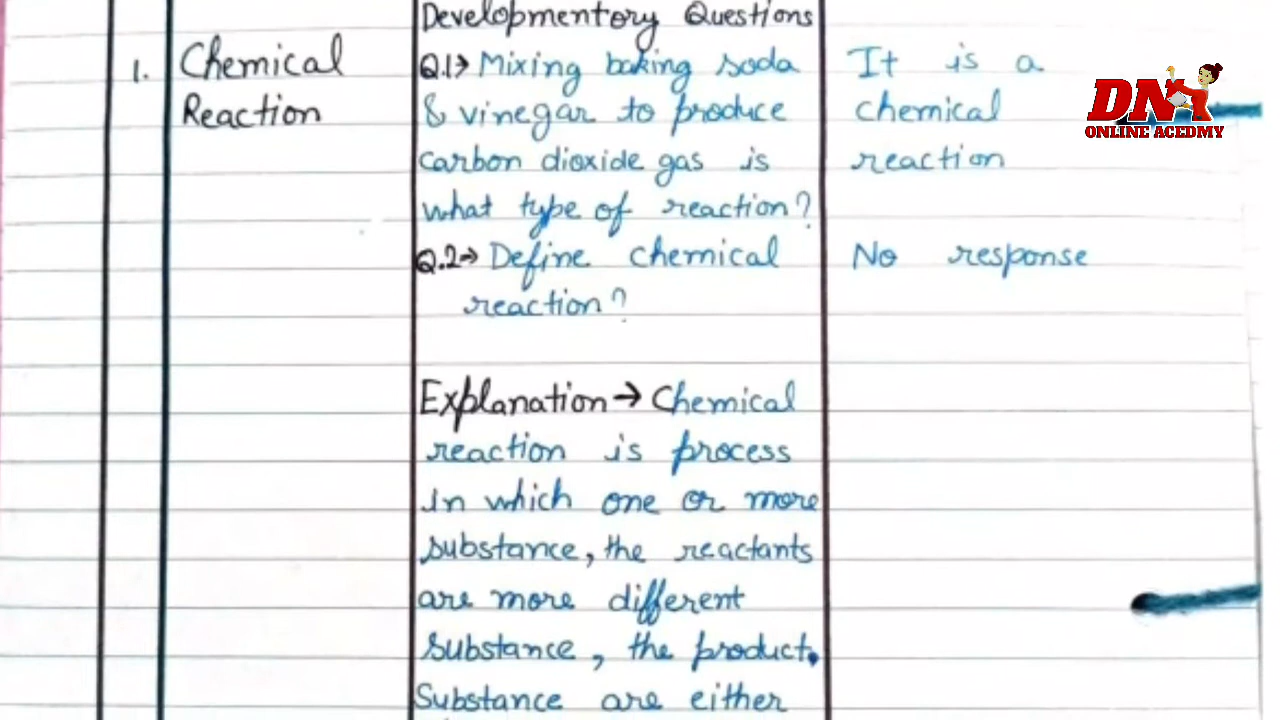 Developmentory Questions
1. Chemical Reaction
Q.1→ Mixing baking soda
& vinegar to produce
carbon dioxide gas is
what type of reaction?
It is a
chemical
reaction
Q.2→ Define chemical
reaction?
No response
Explanation → Chemical
reaction is process
in which one or more
substance, the reactants
are more different
substance, the product.
Substance are either
DNA
ONLINE ACEDMY